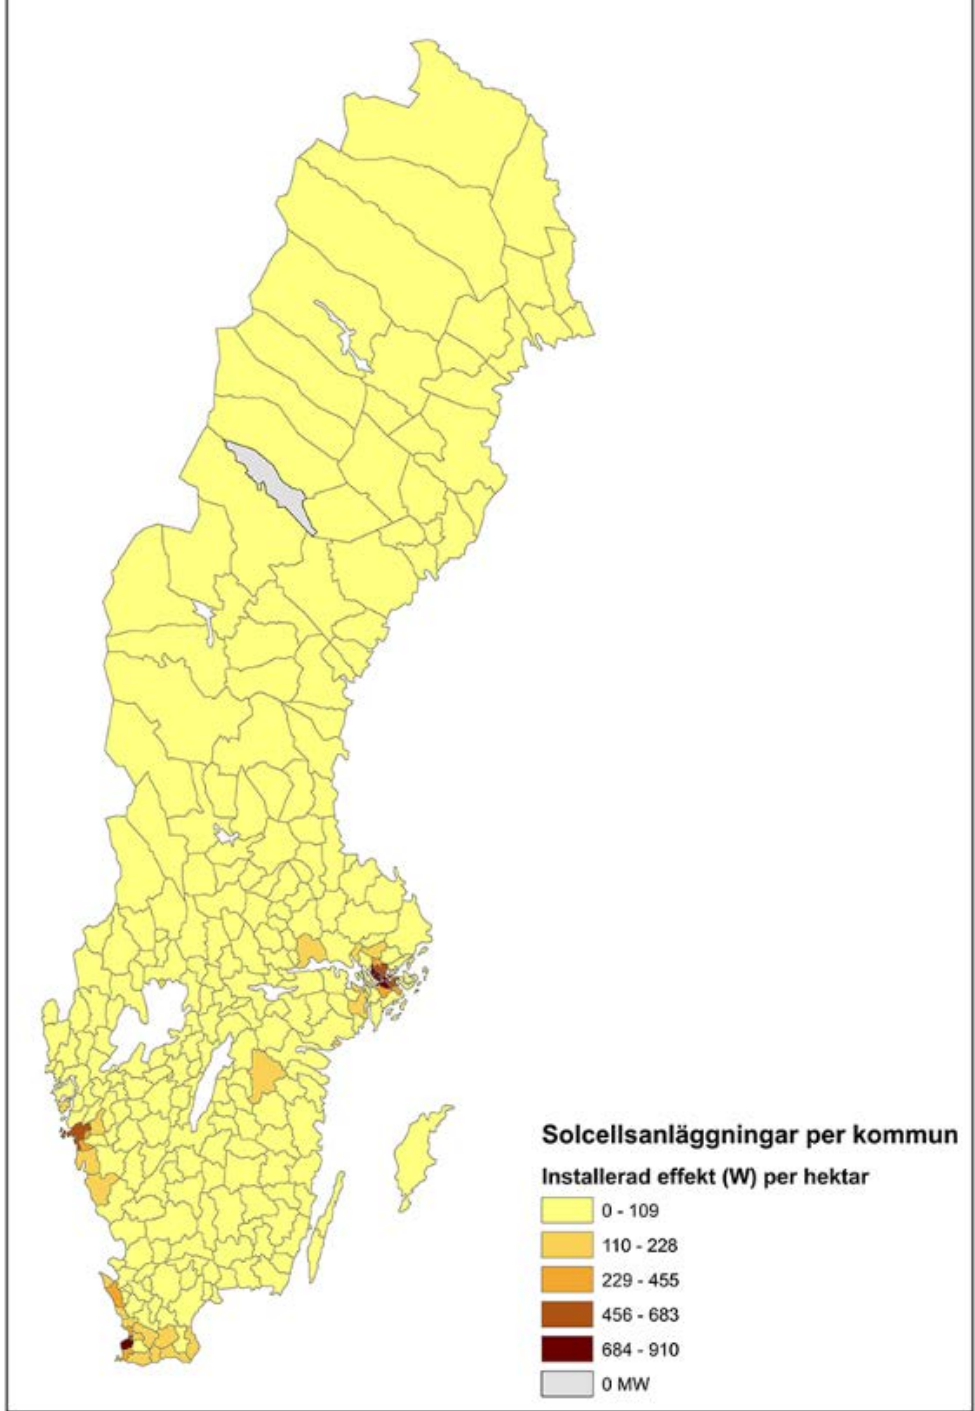 Solcellsanläggningar per kommun
Installerad effekt (W) per hektar
0 - 109
110 - 228
229 - 455
456 - 683
684 - 910
0 MW